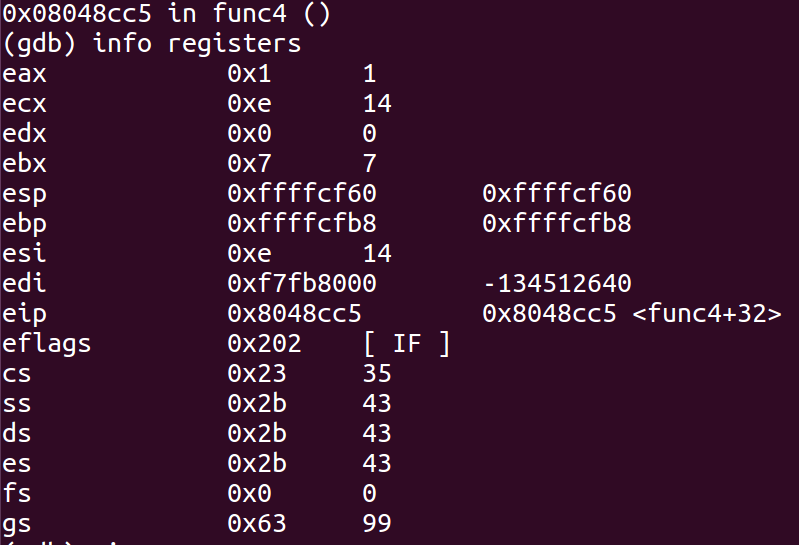 0x08048cc5 in func4 ()
(gdb) info registers
eax 0x1 1
ecx 0xe 14
edx 0x0 0
ebx 0x7 7
esp 0xffffcf60 0xffffcf60
ebp 0xffffcfb8 0xffffcfb8
esi 0xe 14
edi 0xf7fb8000 -134512640
eip 0x8048cc5 0x8048cc5 <func4+32>
eflags 0x202 [ IF ]
cs 0x23 35
ss 0x2b 43
ds 0x2b 43
es 0x2b 43
fs 0x0 0
gs 0x63 99